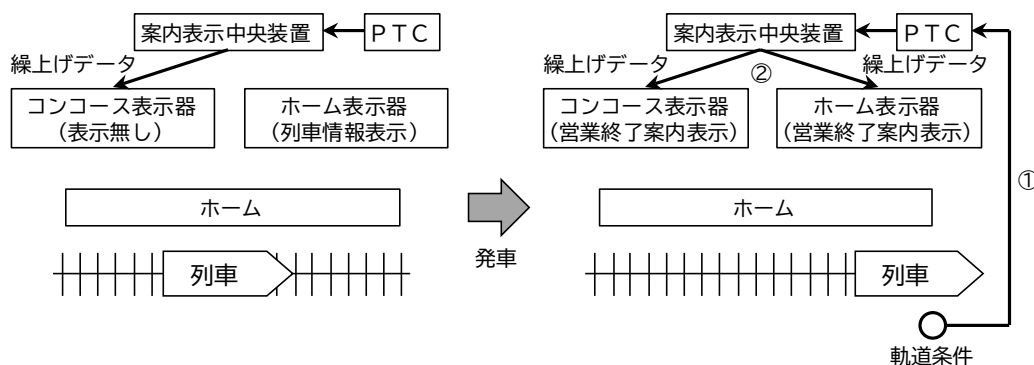 案内表示中央装置
ＰＴＣ
繰上げデータ
コンコース表示器
（表示無し）
ホーム表示器
（列車情報表示）
ホーム
列車
発車
案内表示中央装置
ＰＴＣ
繰上げデータ
②
繰上げデータ
コンコース表示器
（営業終了案内表示）
ホーム表示器
（営業終了案内表示）
①
ホーム
列車
軌道条件